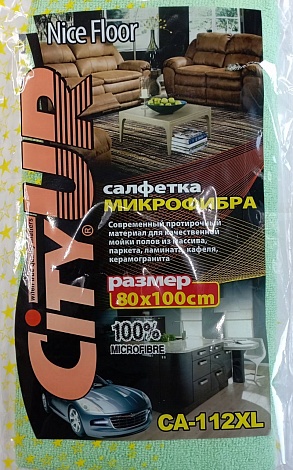 Nice Floor
CITYUP®
салфетка
МИКРОФИБРА
Современный протирочный
материал для качественной
мойки полов из массива,
паркета, ламината, кафеля,
керамогранита
размер
80x100cm
100%
MICROFIBRE
CA-112XL